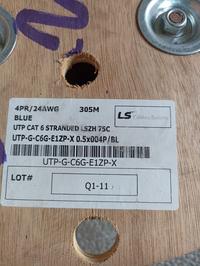 2
4PR/24AWG 305M
BLUE
UTP CAT 6 STRANDED LSZH 75C
UTP-G-C6G-E1ZP-X 0.5x004P/BL
LS
UTP-G-C6G-E1ZP-X
LOT# Q1-11